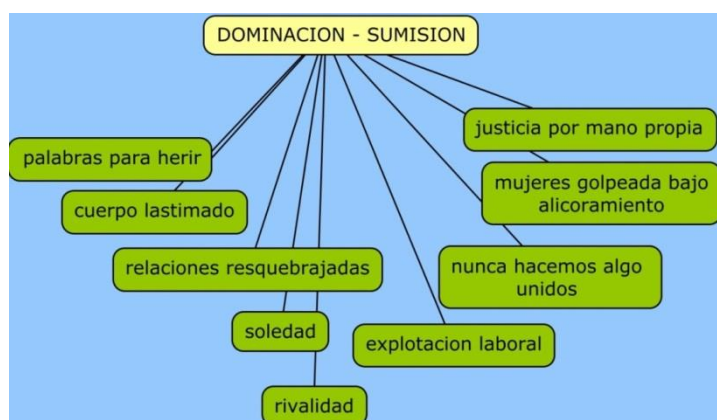 DOMINACION - SUMISION
justicia por mano propia
palabras para herir
mujeres golpeada bajo
alicoramiento
cuerpo lastimado
relaciones resquebrajadas
nunca hacemos algo
unidos
soledad
explotacion laboral
rivalidad